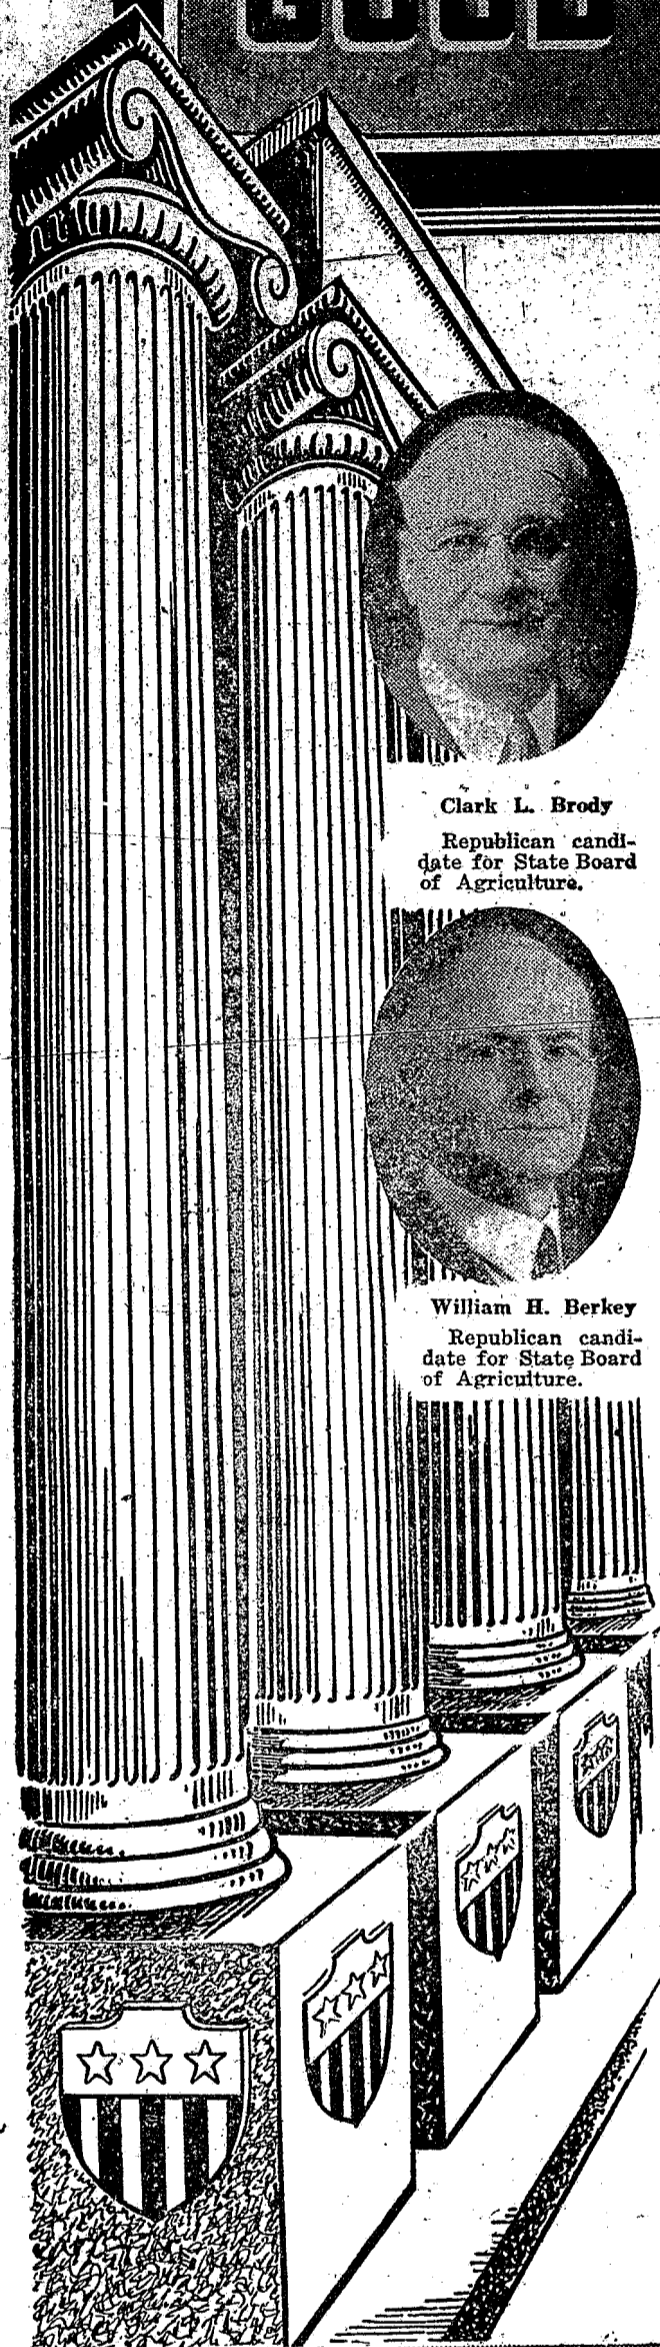 GOOD
Clark L. Brody
Republican candi-
date for State Board
of Agriculture.
William H. Berkey
Republican candi-
date for State Board
of Agriculture.